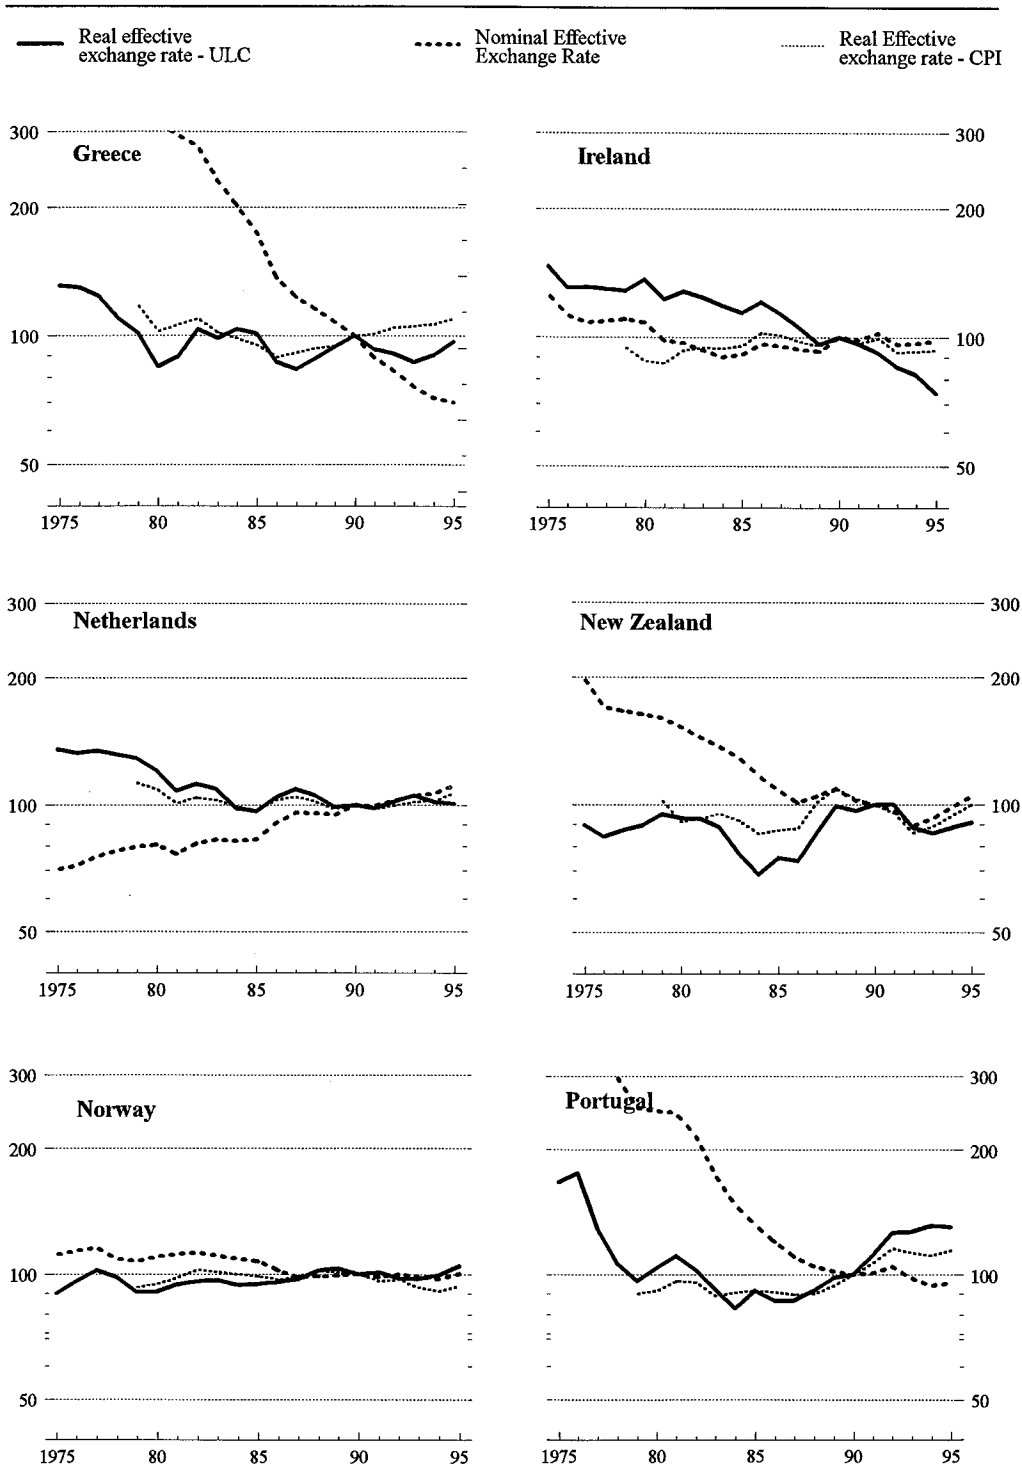 Real effective
exchange rate - ULC
Nominal Effective
Exchange Rate
Real Effective
exchange rate - CPI
Greece
300
200
100
50
1975 80 85 90 95
Ireland
300
200
100
50
1975 80 85 90 95
Netherlands
300
200
100
50
1975 80 85 90 95
New Zealand
300
200
100
50
1975 80 85 90 95
Norway
300
200
100
50
1975 80 85 90 95
Portugal
300
200
100
50
1975 80 85 90 95